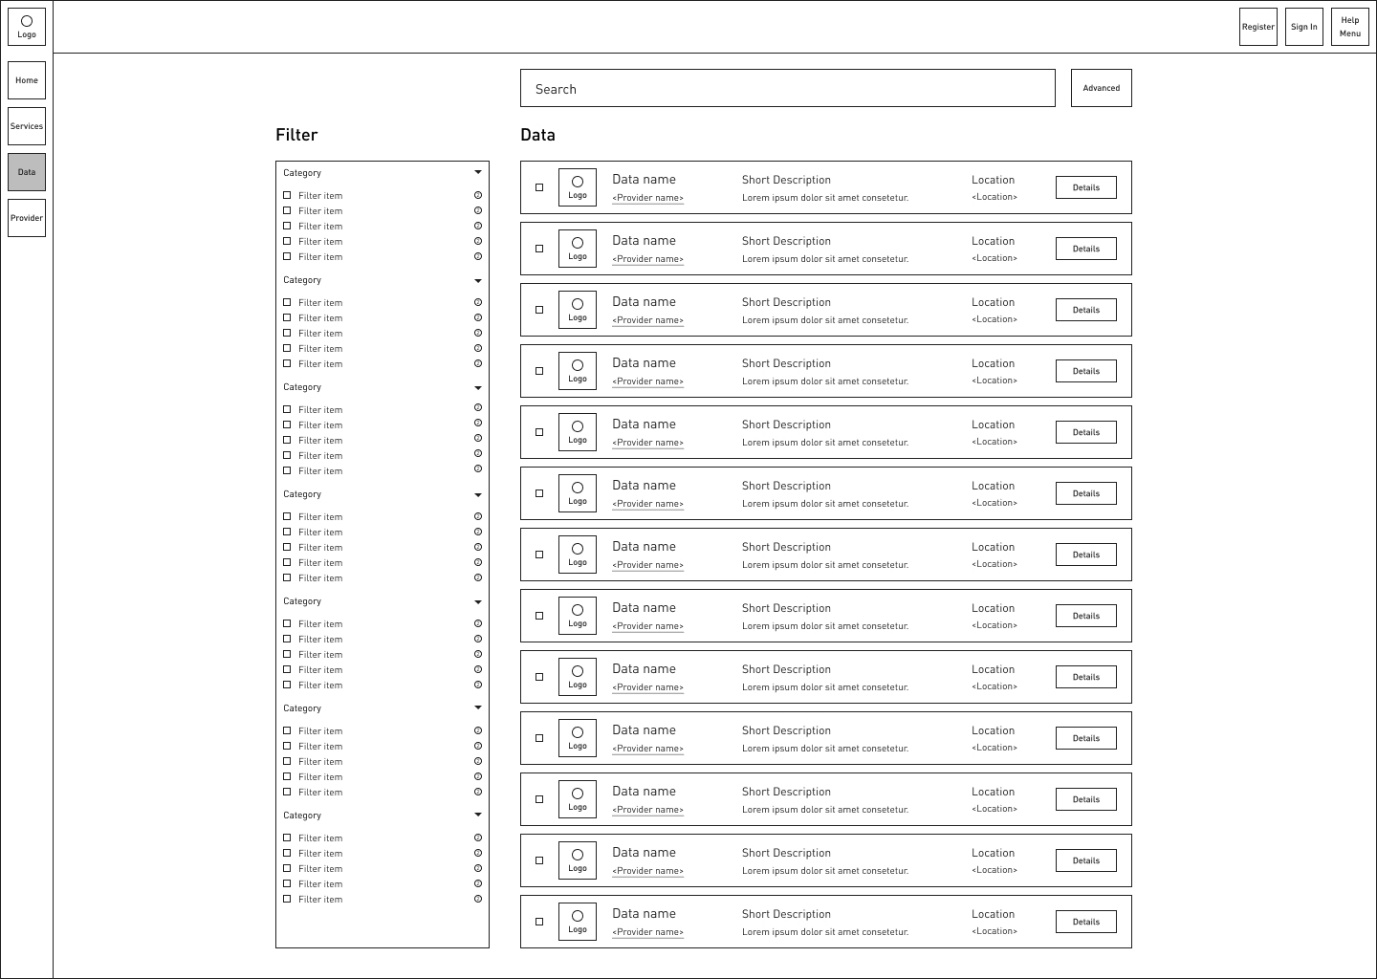 Logo
Register
Sign In
Help
Menu
Home
Services
Data
Provider
Search
Advanced
Filter
Category
Filter item
Filter item
Filter item
Filter item
Filter item
Category
Filter item
Filter item
Filter item
Filter item
Filter item
Category
Filter item
Filter item
Filter item
Filter item
Filter item
Category
Filter item
Filter item
Filter item
Filter item
Filter item
Category
Filter item
Filter item
Filter item
Filter item
Filter item
Category
Filter item
Filter item
Filter item
Filter item
Filter item
Category
Filter item
Filter item
Filter item
Filter item
Filter item
Data
Logo
Data name Short Description Location
<Provider name> Lorem ipsum dolor sit amet consetetur. <Location>
Details
Logo
Data name Short Description Location
<Provider name> Lorem ipsum dolor sit amet consetetur. <Location>
Details
Logo
Data name Short Description Location
<Provider name> Lorem ipsum dolor sit amet consetetur. <Location>
Details
Logo
Data name Short Description Location
<Provider name> Lorem ipsum dolor sit amet consetetur. <Location>
Details
Logo
Data name Short Description Location
<Provider name> Lorem ipsum dolor sit amet consetetur. <Location>
Details
Logo
Data name Short Description Location
<Provider name> Lorem ipsum dolor sit amet consetetur. <Location>
Details
Logo
Data name Short Description Location
<Provider name> Lorem ipsum dolor sit amet consetetur. <Location>
Details
Logo
Data name Short Description Location
<Provider name> Lorem ipsum dolor sit amet consetetur. <Location>
Details
Logo
Data name Short Description Location
<Provider name> Lorem ipsum dolor sit amet consetetur. <Location>
Details
Logo
Data name Short Description Location
<Provider name> Lorem ipsum dolor sit amet consetetur. <Location>
Details
Logo
Data name Short Description Location
<Provider name> Lorem ipsum dolor sit amet consetetur. <Location>
Details
Logo
Data name Short Description Location
<Provider name> Lorem ipsum dolor sit amet consetetur. <Location>
Details
Logo
Data name Short Description Location
<Provider name> Lorem ipsum dolor sit amet consetetur. <Location>
Details